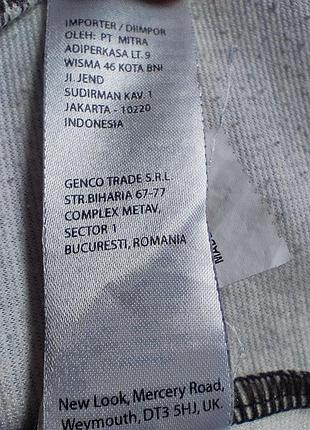 IMPORTER / DIIMPOR
OLEH: PT MITRA
ADIPERKASA LT. 9
WISMA 46 KOTA BNI
JI. JEND
SUDIRMAN KAV. 1
JAKARTA - 10220
INDONESIA
GENCO TRADE S.R.L.
STR.BIHARIA 67-77
COMPLEX METAV,
SECTOR 1
BUCURESTI, ROMANIA
New Look, Mercery Road,
Weymouth, DT3 5HJ, UK.